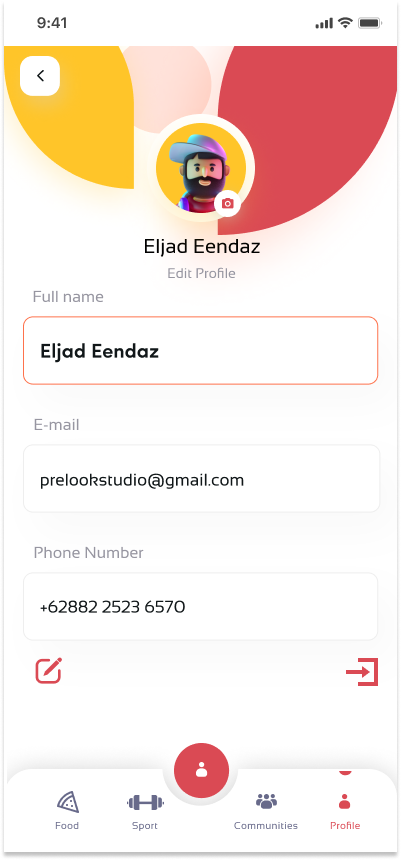 9:41
Eljad Eendaz
Edit Profile
Full name
Eljad Eendaz
E-mail
prelookstudio@gmail.com
Phone Number
+62882 2523 6570
Food
Sport
Communities
Profile